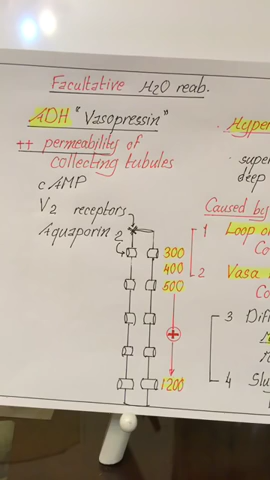 Facultative H2O reab.
ADH "Vasopressin"
++ permeability of
collecting tubules
cAMP
V2 receptors
Aquaporin 2
300
400
500
+
1200
Hyper
super
deep
Caused by
1 Loop o
Co
2 Vasa
Co
3 Dif
4 Slu